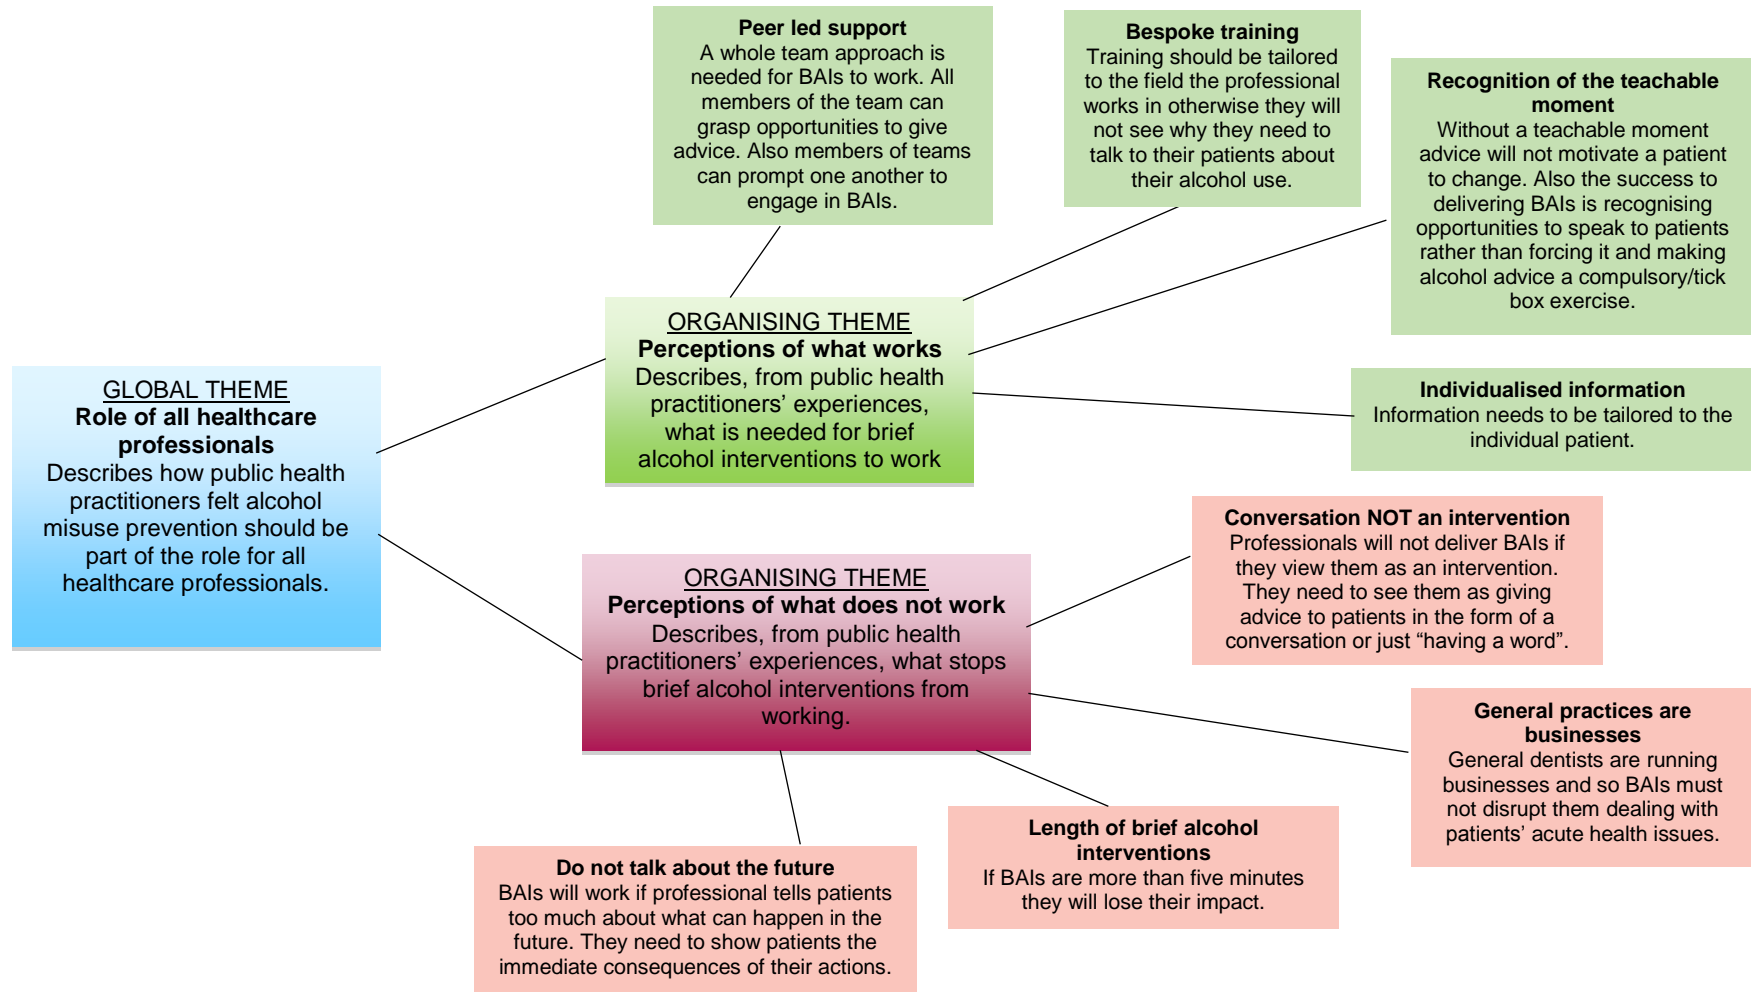 Peer led support
A whole team approach is
needed for BAIs to work. All
members of the team can
grasp opportunities to give
advice. Also members of teams
can prompt one another to
engage in BAIs.
Bespoke training
Training should be tailored
to the field the professional
works in otherwise they will
not see why they need to
talk to their patients about
their alcohol use.
Recognition of the teachable
moment
Without a teachable moment
advice will not motivate a patient
to change. Also the success to
delivering BAIs is recognising
opportunities to speak to patients
rather than forcing it and making
alcohol advice a compulsory/tick
box exercise.
ORGANISING THEME
Perceptions of what works
Describes, from public health
practitioners’ experiences,
what is needed for brief
alcohol interventions to work
GLOBAL THEME
Role of all healthcare
professionals
Describes how public health
practitioners felt alcohol
misuse prevention should be
part of the role for all
healthcare professionals.
Individualised information
Information needs to be tailored to the
individual patient.
Conversation NOT an intervention
Professionals will not deliver BAIs if
they view them as an intervention.
They need to see them as giving
advice to patients in the form of a
conversation or just “having a word”.
ORGANISING THEME
Perceptions of what does not work
Describes, from public health
practitioners’ experiences, what stops
brief alcohol interventions from
working.
General practices are
businesses
General dentists are running
businesses and so BAIs must
not disrupt them dealing with
patients’ acute health issues.
Length of brief alcohol
interventions
If BAIs are more than five minutes
they will lose their impact.
Do not talk about the future
BAIs will work if professional tells patients
too much about what can happen in the
future. They need to show patients the
immediate consequences of their actions.